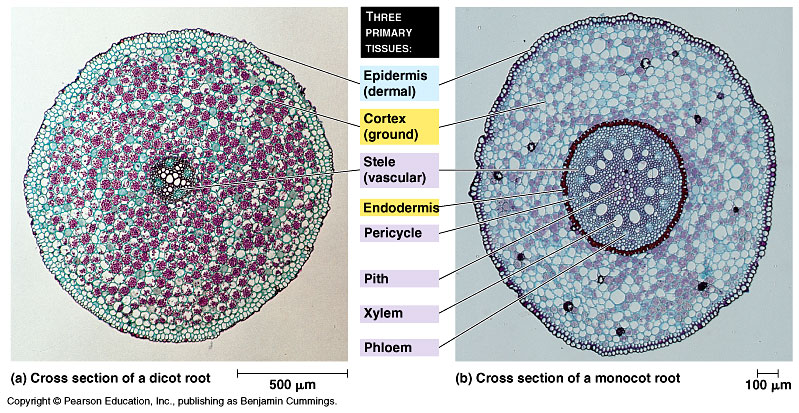 THREE
PRIMARY
TISSUES:
Epidermis
(dermal)
Cortex
(ground)
Stele
(vascular)
Endodermis
Pericycle
Pith
Xylem
Phloem
(a) Cross section of a dicot root
500 µm
(b) Cross section of a monocot root
100 µm
Copyright © Pearson Education, Inc., publishing as Benjamin Cummings.